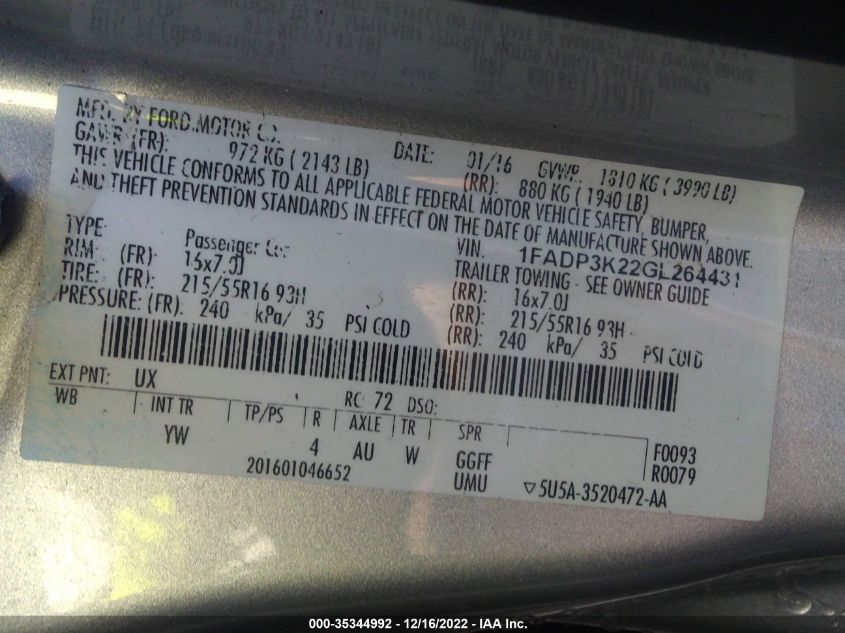 MFD. BY FORD MOTOR CO.
DATE: 01/16 GVWR: 1810 KG ( 3990 LB)
GAWR (FR): 972 KG ( 2143 LB) (RR): 880 KG ( 1940 LB)
THIS VEHICLE CONFORMS TO ALL APPLICABLE FEDERAL MOTOR VEHICLE SAFETY, BUMPER,
AND THEFT PREVENTION STANDARDS IN EFFECT ON THE DATE OF MANUFACTURE SHOWN ABOVE.
VIN: 1FADP3K22GL264431
TYPE: Passenger Car TRAILER TOWING - SEE OWNER GUIDE
RIM (FR): 16x7.0J (RR): 16x7.0J
TIRE: (FR): 215/55R16 93H (RR): 215/55R16 93H
PRESSURE: (FR): 240 kPa/ 35 PSI COLD (RR): 240 kPa/ 35 PSI COLD
EXT PNT: UX RC: 72 DSO:
WB INT TR TP/PS R AXLE TR SPR
YW 4 AU W GGFF
UMU
F0093
R0079
201601046652
5U5A-3520472-AA
000-35344992 - 12/16/2022 - IAA Inc.